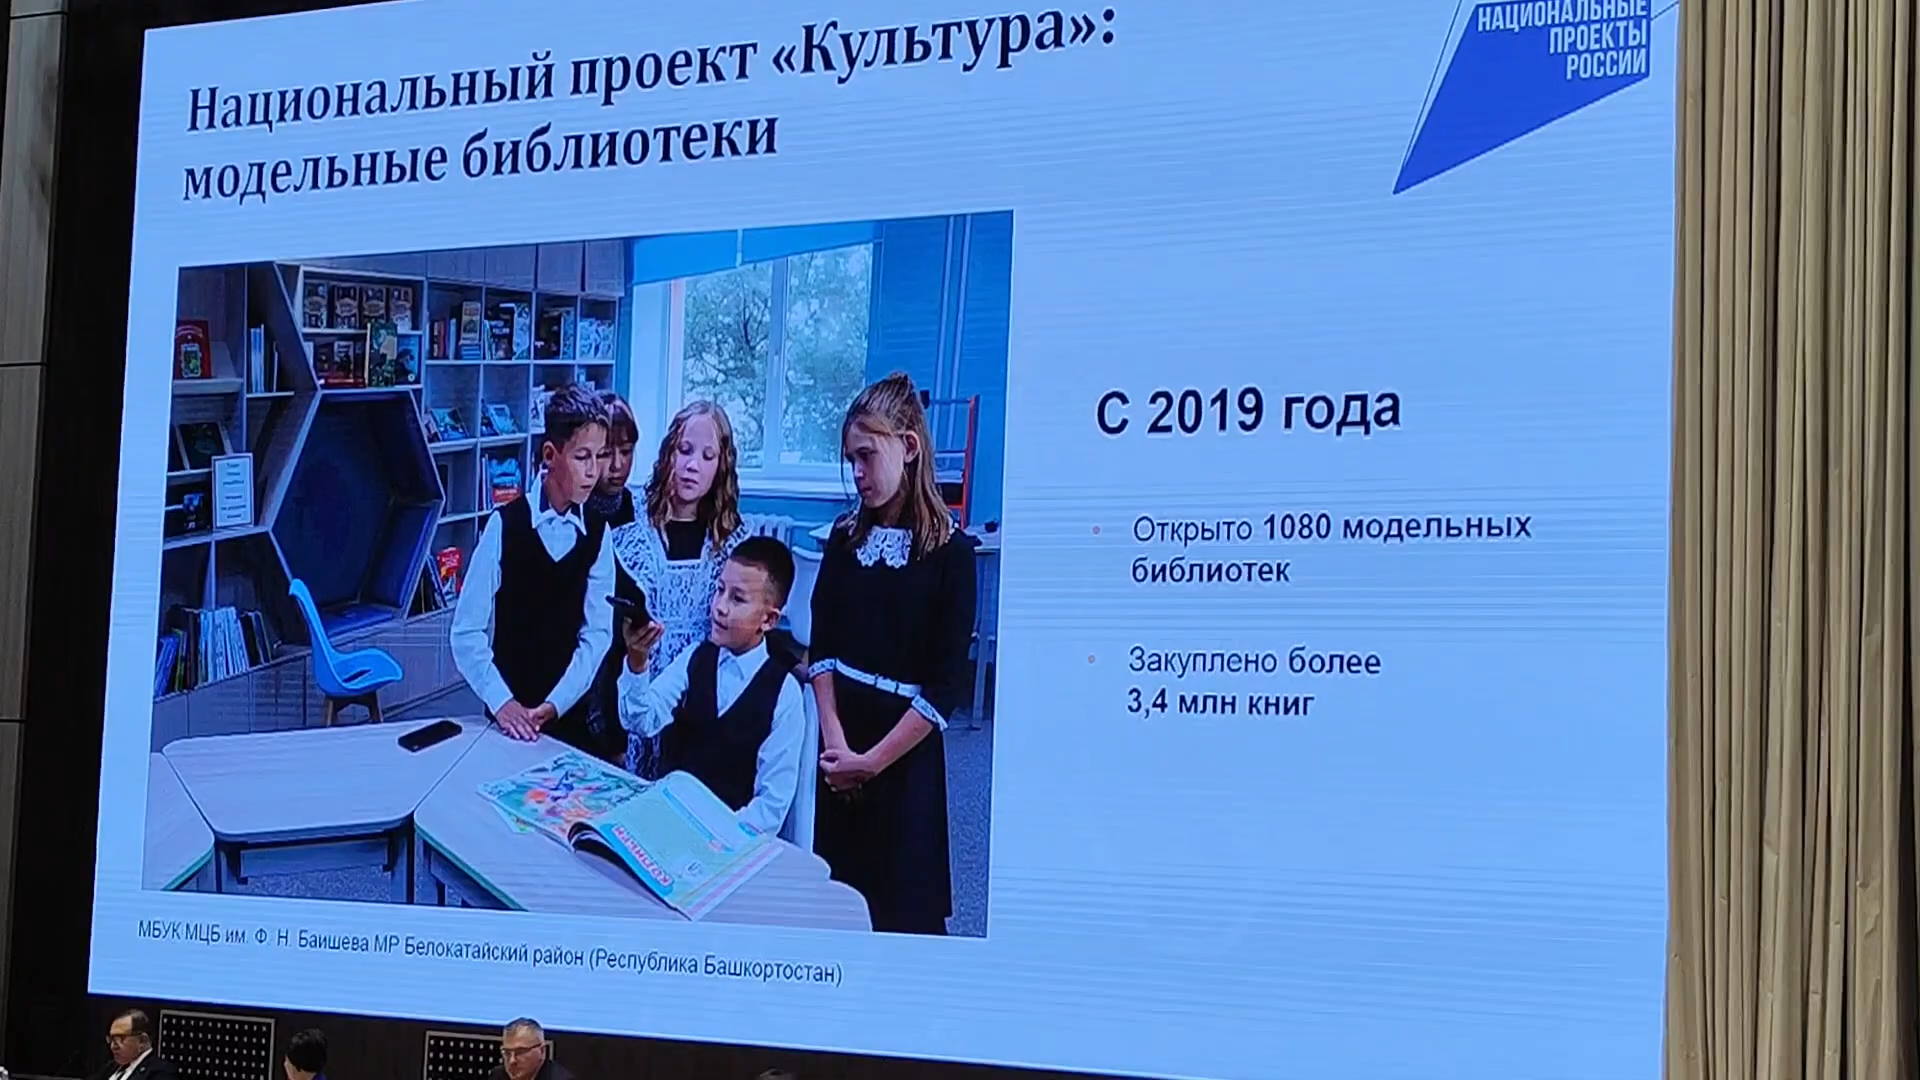 Национальный проект «Культура»:
модельные библиотеки
НАЦИОНАЛЬНЫЕ
ПРОЕКТЫ
РОССИИ
С 2019 года
Открыто 1080 модельных
библиотек
Закуплено более
3,4 млн книг
МБУК МЦБ им. Ф. Н. Баишева МР Белокатайский район (Республика Башкортостан)